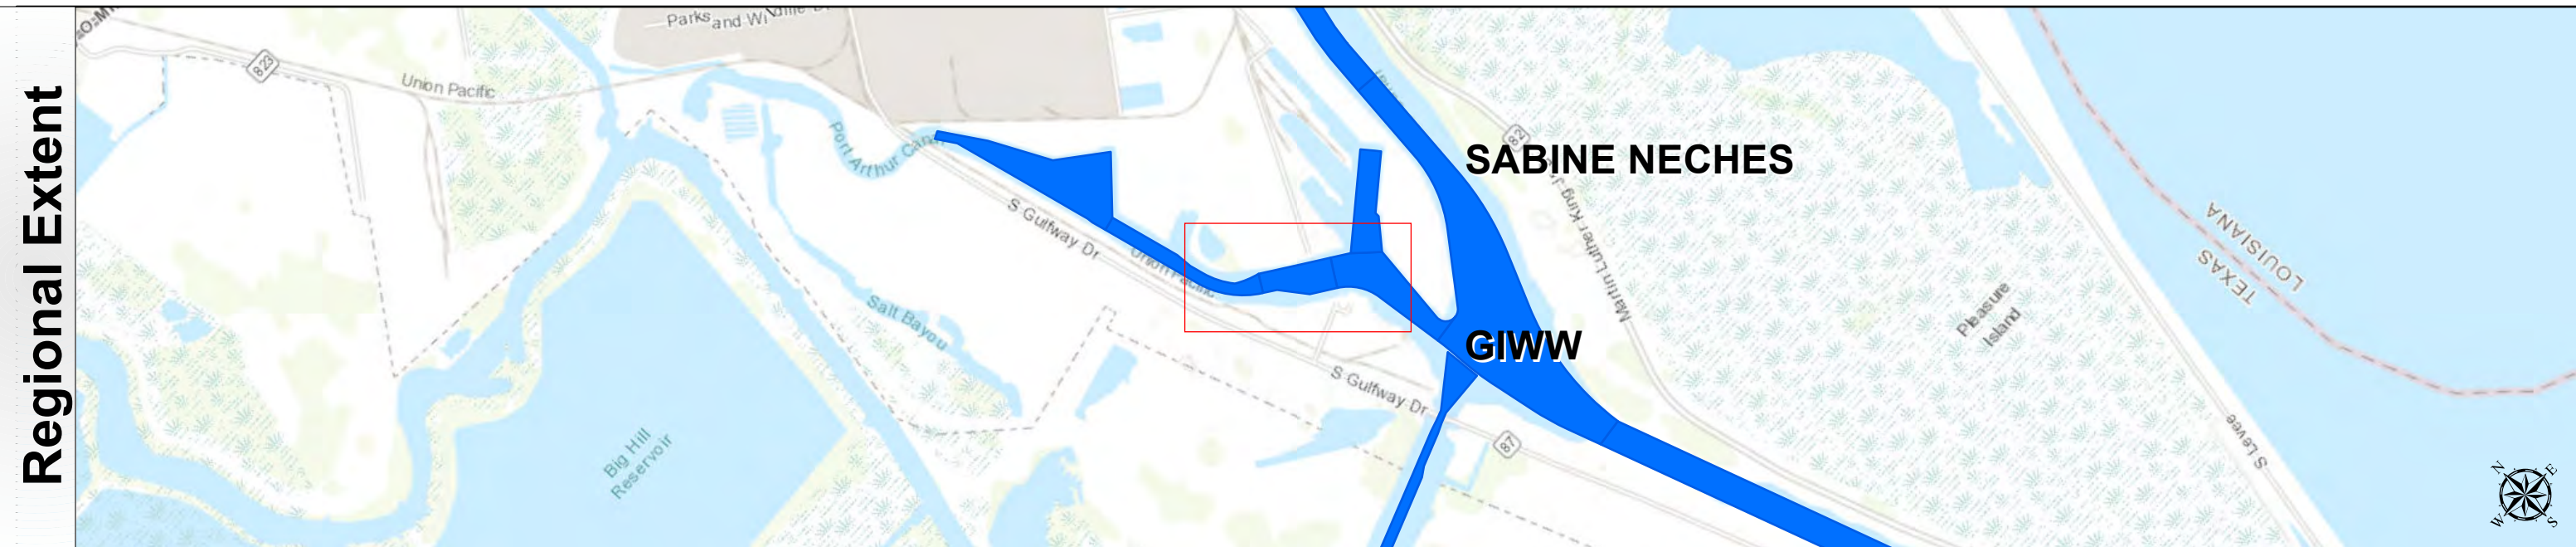 Regional Extent
Parks and Wildlife
823
Union Pacific
Port Arthur Canal
82
SABINE NECHES
S Gulfway Dr
Union Pacific
Martin Luther King Jr
LOUISIANA
TEXAS
Pleasure
Island
Salt Bayou
GIWW
S Gulfway Dr
87
Big Hill
Reservoir
S Levee
N
E
W
S